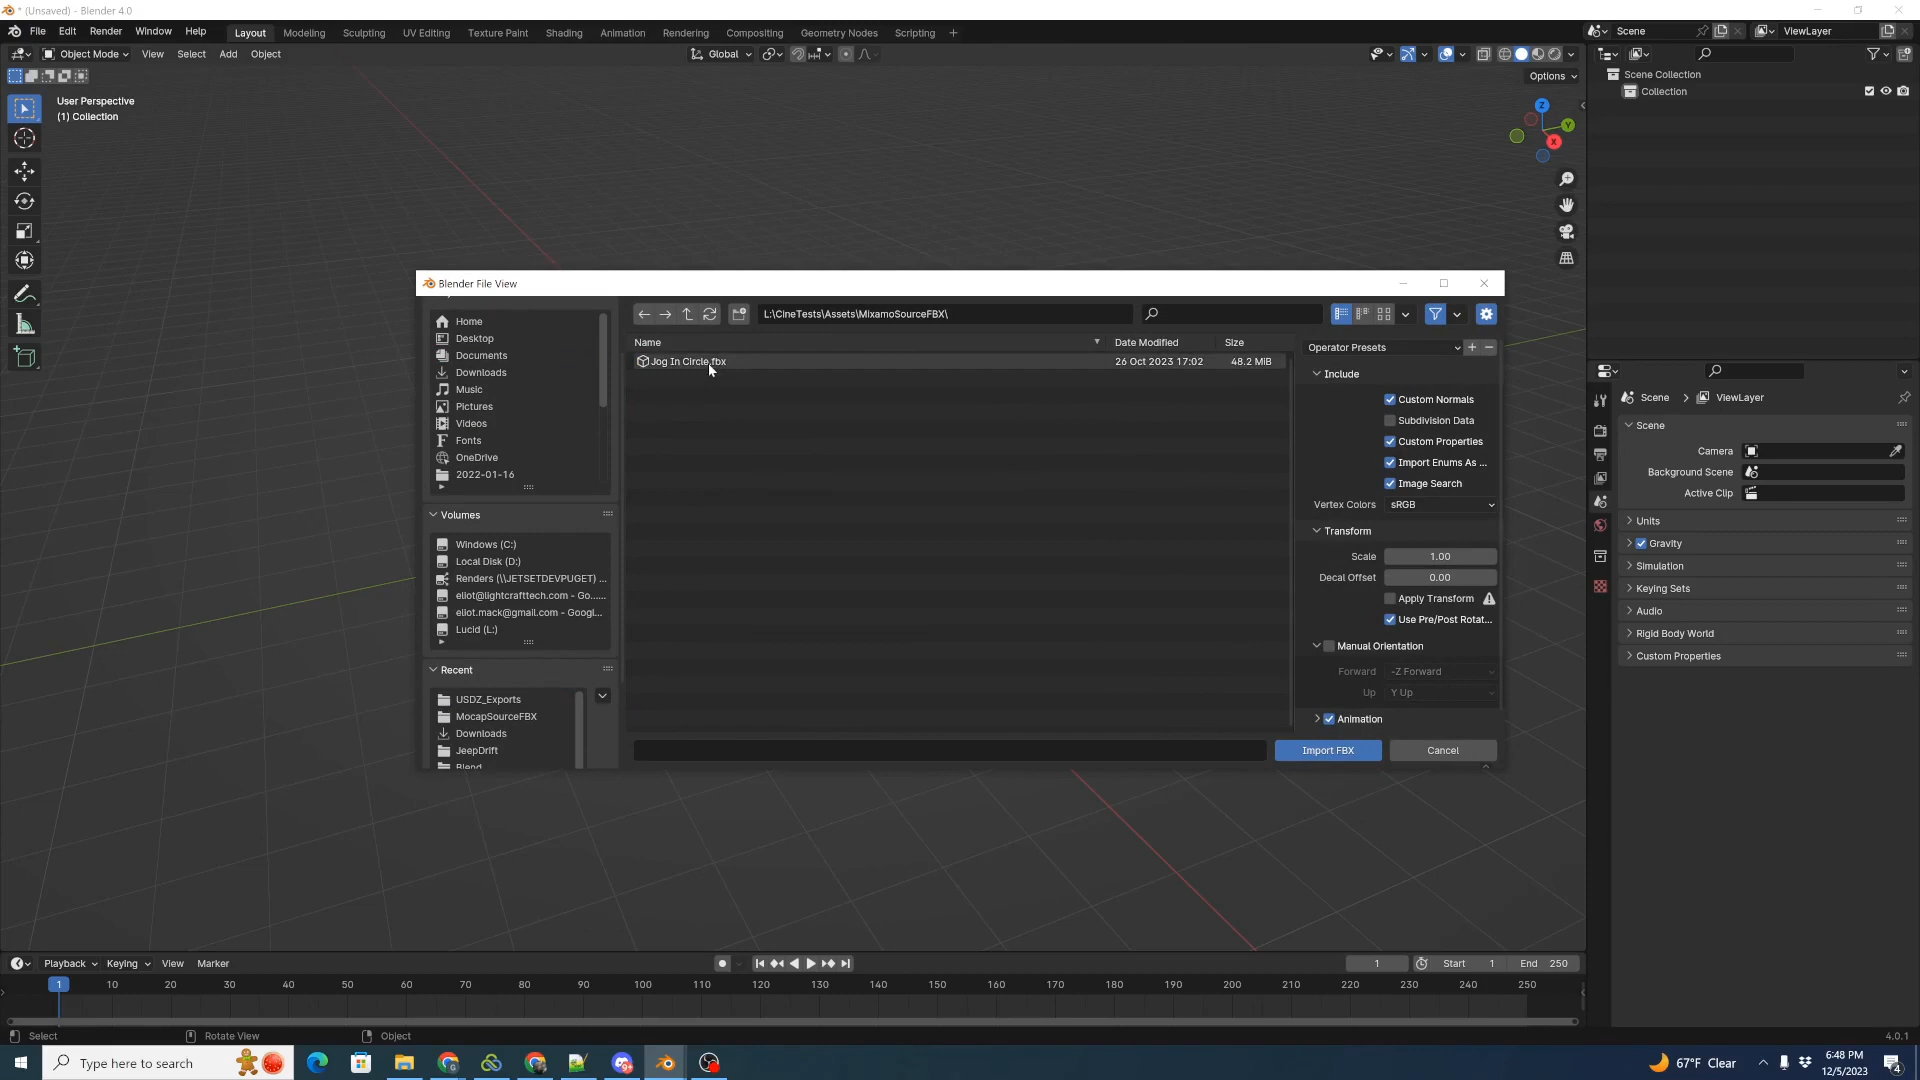 * (Unsaved) - Blender 4.0
File Edit Render Window Help Layout Modeling Sculpting UV Editing Texture Paint Shading Animation Rendering Compositing Geometry Nodes Scripting + Scene ViewLayer
Object Mode View Select Add Object Global
Options
User Perspective
(1) Collection
Z
Y
X
Scene Collection
Collection
Blender File View
L:\CineTests\Assets\MIxamoSourceFBX\
Home
Desktop
Documents
Downloads
Music
Pictures
Videos
Fonts
OneDrive
2022-01-16
Volumes
Windows (C:)
Local Disk (D:)
Renders (\\JETSETDEVPUGET) ...
eliot@lightcrafttech.com - Go......
eliot.mack@gmail.com - Googl...
Lucid (L:)
Recent
USDZ_Exports
MocapSourceFBX
Downloads
JeepDrift
Blend
Name Date Modified Size
Jog In Circle.fbx 26 Oct 2023 17:02 48.2 MiB
Operator Presets
Include
Custom Normals
Subdivision Data
Custom Properties
Import Enums As ...
Image Search
Vertex Colors sRGB
Transform
Scale 1.00
Decal Offset 0.00
Apply Transform
Use Pre/Post Rotat...
Manual Orientation
Forward -Z Forward
Up Y Up
Animation
Import FBX Cancel
Scene ViewLayer
Scene
Camera
Background Scene
Active Clip
Units
Gravity
Simulation
Keying Sets
Audio
Rigid Body World
Custom Properties
Playback Keying View Marker 1 Start 1 End 250
1 10 20 30 40 50 60 70 80 90 100 110 120 130 140 150 160 170 180 190 200 210 220 230 240 250
Select Rotate View Object 4.0.1
Type here to search
67°F Clear
6:48 PM
12/5/2023
4